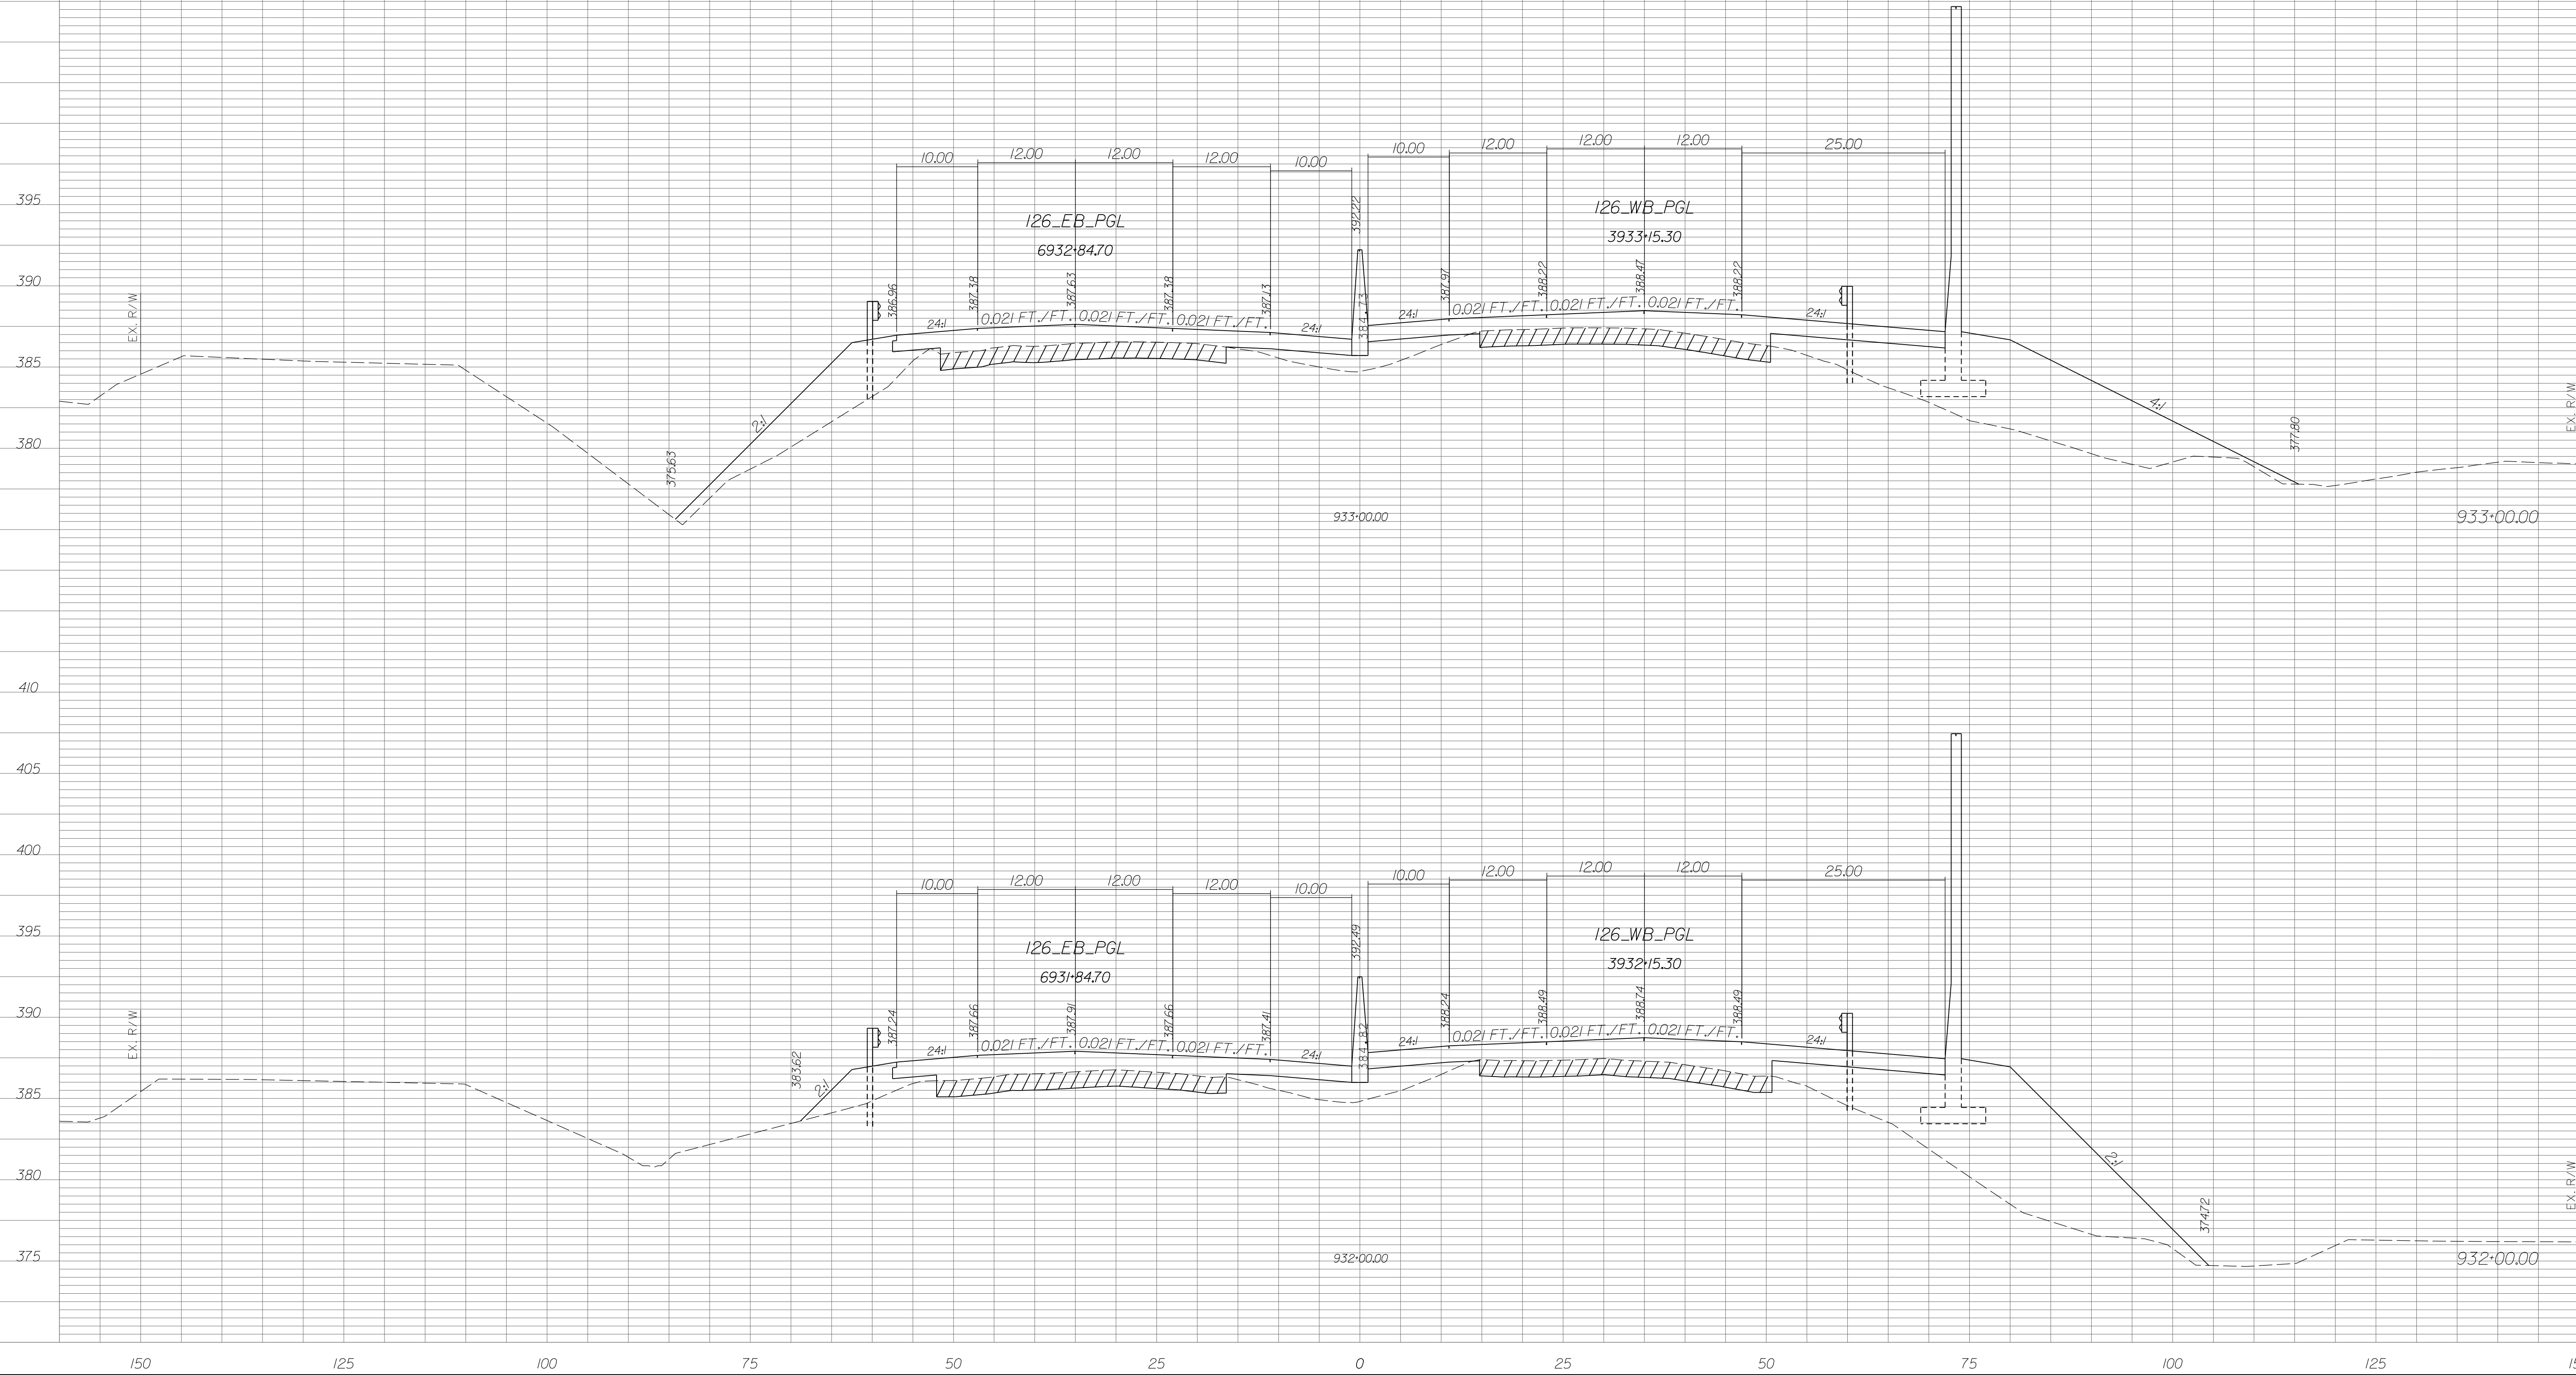 10.00 12.00 12.00 12.00 10.00 10.00 12.00 12.00 12.00 25.00
395
126_EB_PGL 392.22 126_WB_PGL
6932+84.70 3933+15.30
390
EX. R/W 386.96 387.38 387.63 387.38 387.13 384.73 387.97 388.22 388.47 388.22
24:1 0.021 FT./FT. 0.021 FT./FT. 0.021 FT./FT. 24:1 24:1 0.021 FT./FT. 0.021 FT./FT. 0.021 FT./FT. 24:1
385
2:1 4:1 EX. R/W
380
375.63 377.80
933+00.00 933+00.00
410
405
400
10.00 12.00 12.00 12.00 10.00 10.00 12.00 12.00 12.00 25.00
395
126_EB_PGL 392.49 126_WB_PGL
6931+84.70 3932+15.30
390
EX. R/W 387.24 387.66 387.91 387.66 387.41 384.82 388.24 388.49 388.74 388.49
24:1 0.021 FT./FT. 0.021 FT./FT. 0.021 FT./FT. 24:1 24:1 0.021 FT./FT. 0.021 FT./FT. 0.021 FT./FT. 24:1
383.62 2:1
385
2:1 EX. R/W
380
374.72
375
932+00.00 932+00.00
150 125 100 75 50 25 0 25 50 75 100 125